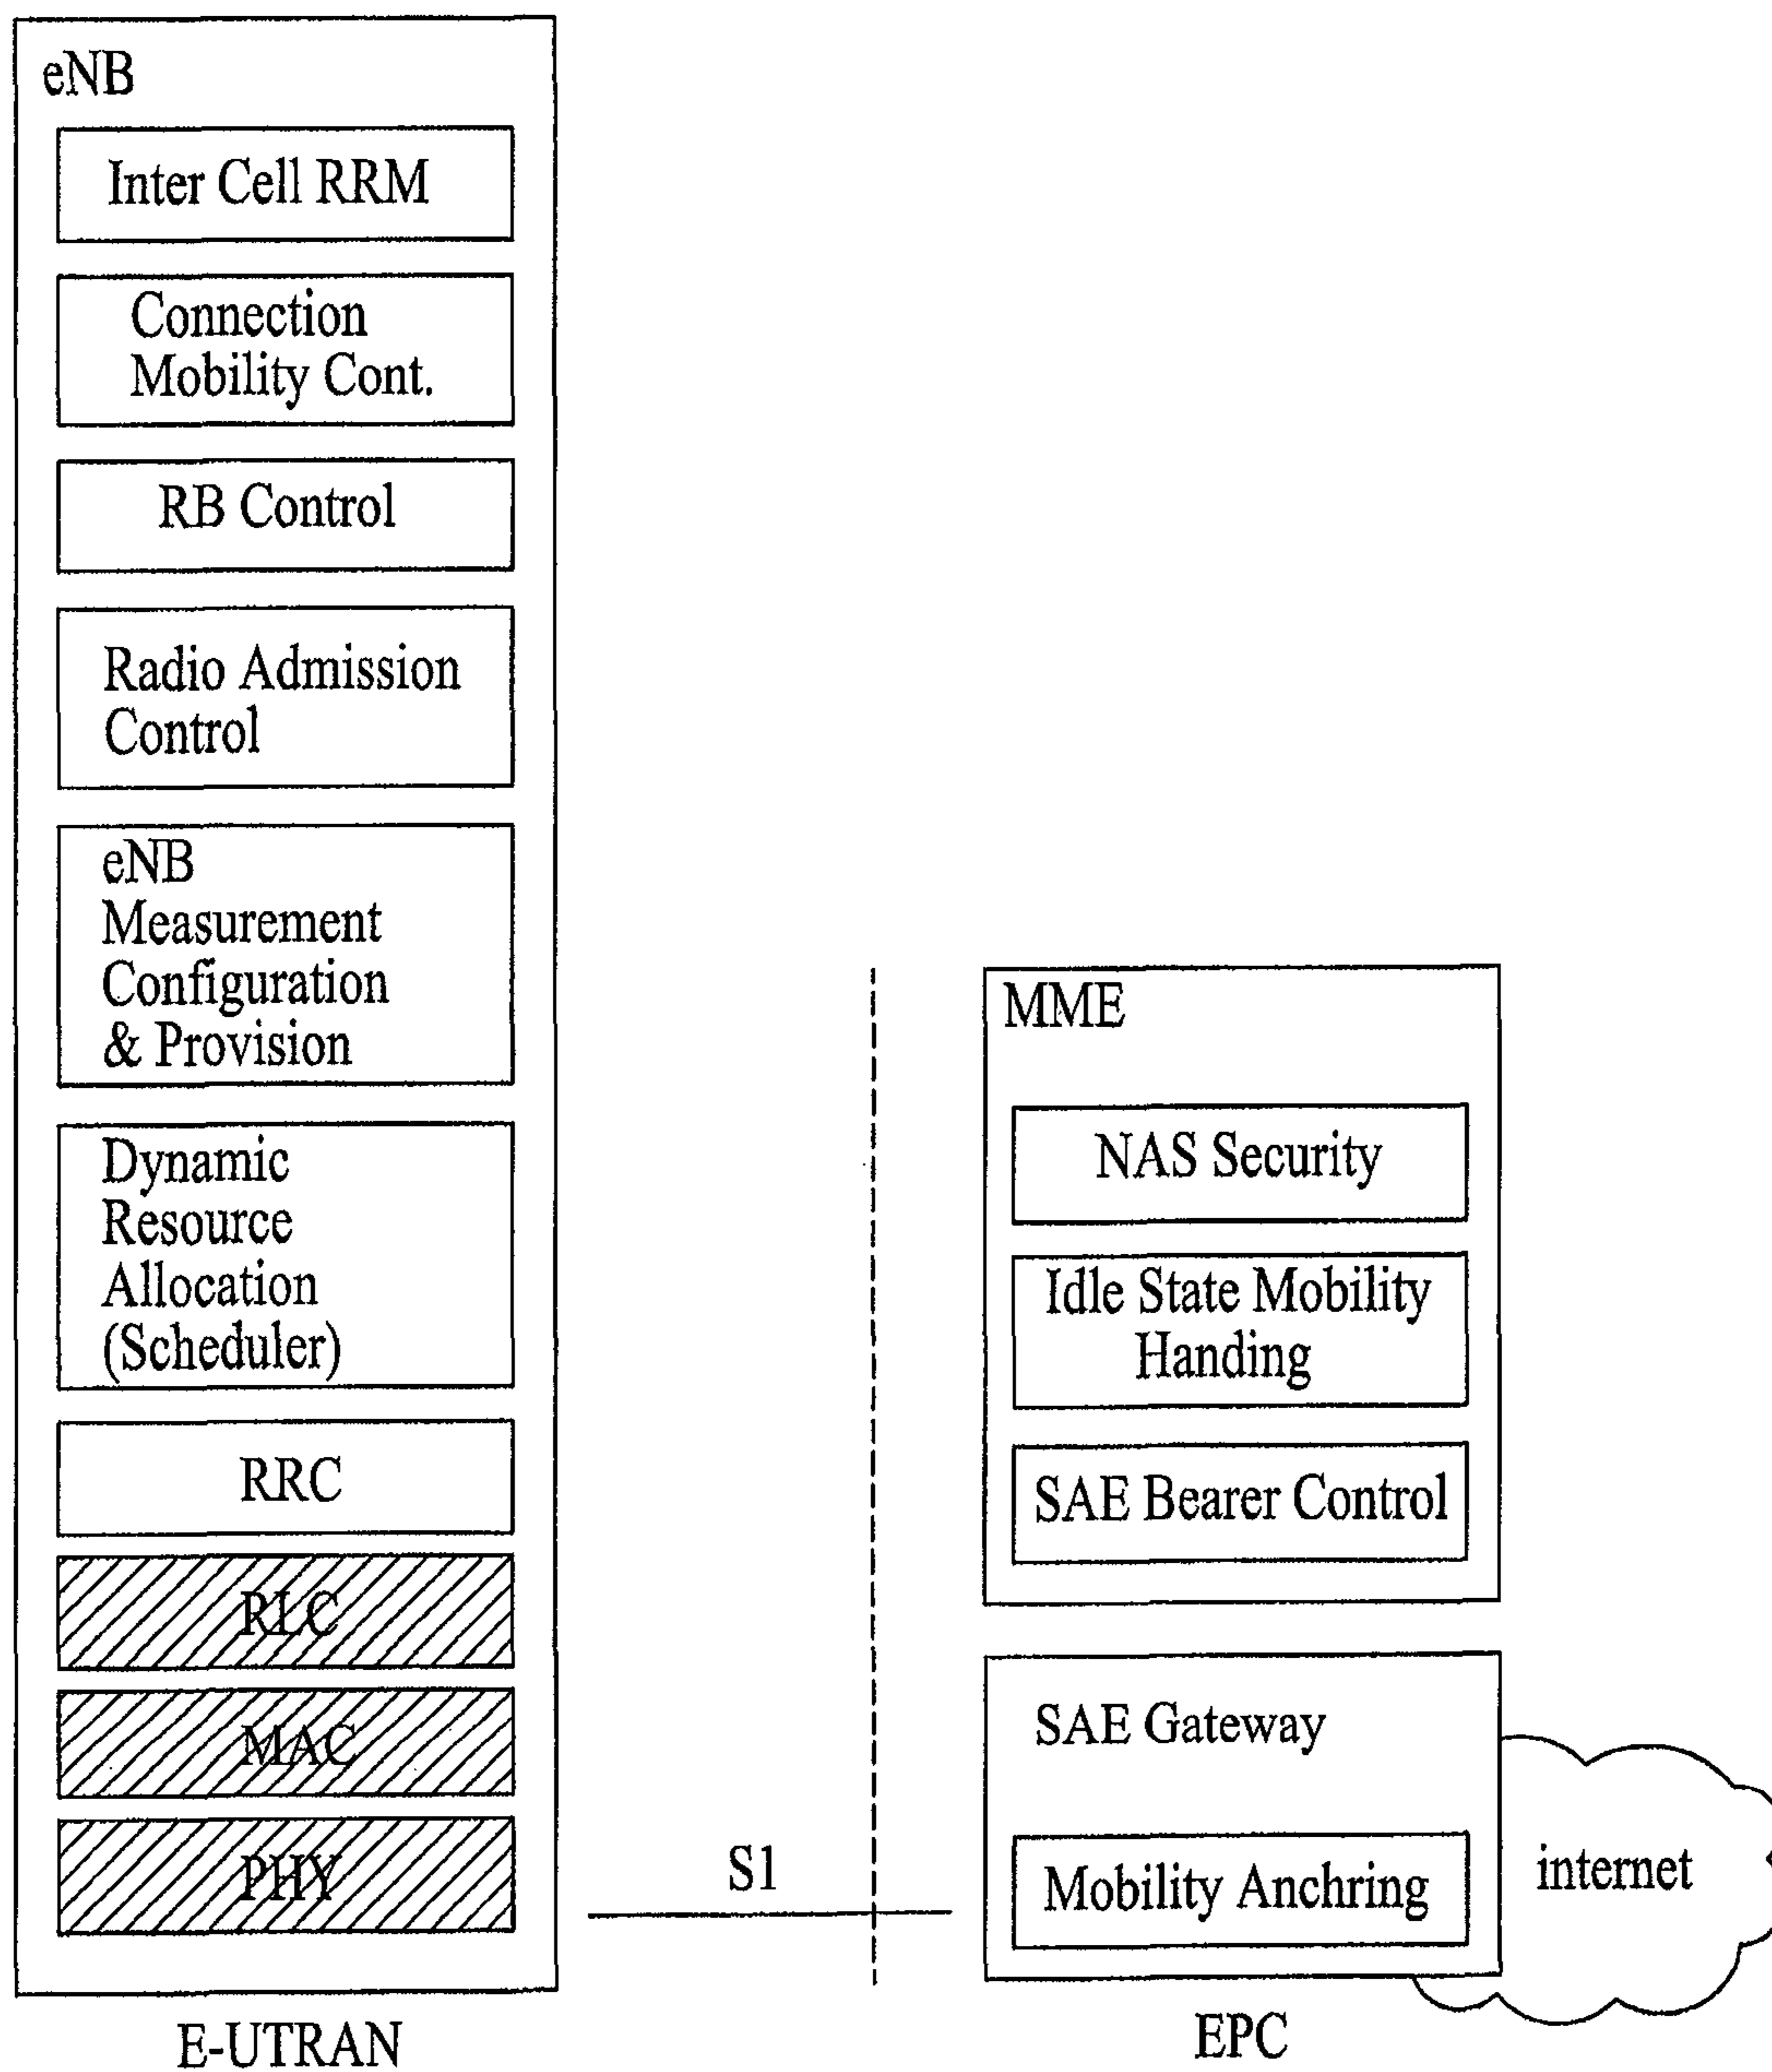 eNB
Inter Cell RRM
Connection
Mobility Cont.
RB Control
Radio Admission
Control
eNB
Measurement
Configuration
& Provision
Dynamic
Resource
Allocation
(Scheduler)
RRC
RLC
MAC
PHY
E-UTRAN
S1
MME
NAS Security
Idle State Mobility
Handing
SAE Bearer Control
SAE Gateway
Mobility Anchring
internet
EPC